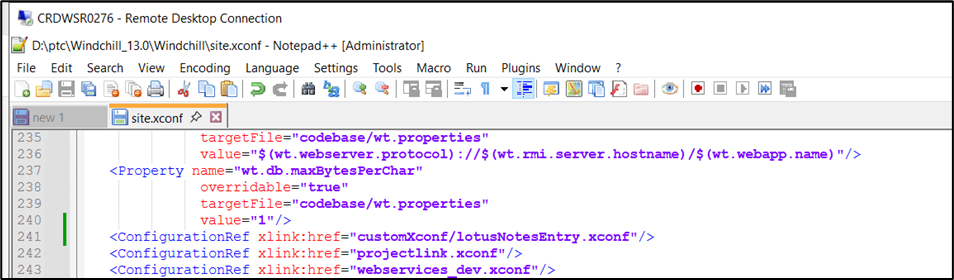 CRDWSR0276 - Remote Desktop Connection
D:\ptc\Windchill_13.0\Windchill\site.xconf - Notepad++ [Administrator]
File Edit Search View Encoding Language Settings Tools Macro Run Plugins Window ?
new 1 site.xconf
235 targetFile="codebase/wt.properties"
236 value="$(wt.webserver.protocol)://$(wt.rmi.server.hostname)/$(wt.webapp.name)"/>
237 <Property name="wt.db.maxBytesPerChar"
238 overridable="true"
239 targetFile="codebase/wt.properties"
240 value="1"/>
241 <ConfigurationRef xlink:href="customXconf/lotusNotesEntry.xconf"/>
242 <ConfigurationRef xlink:href="projectlink.xconf"/>
243 <ConfigurationRef xlink:href="webservices_dev.xconf"/>